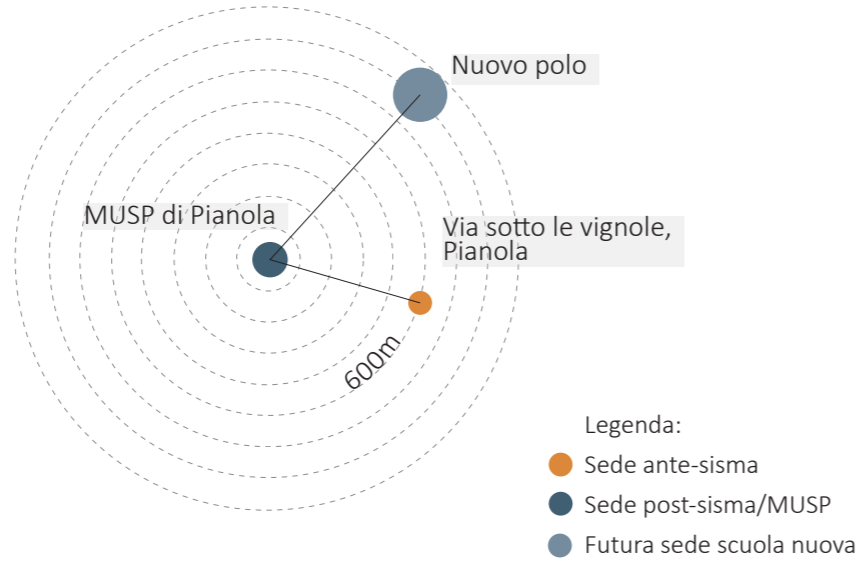 Nuovo polo
MUSP di Pianola
Via sotto le vignole,
Pianola
600m
Legenda:
Sede ante-sisma
Sede post-sisma/MUSP
Futura sede scuola nuova